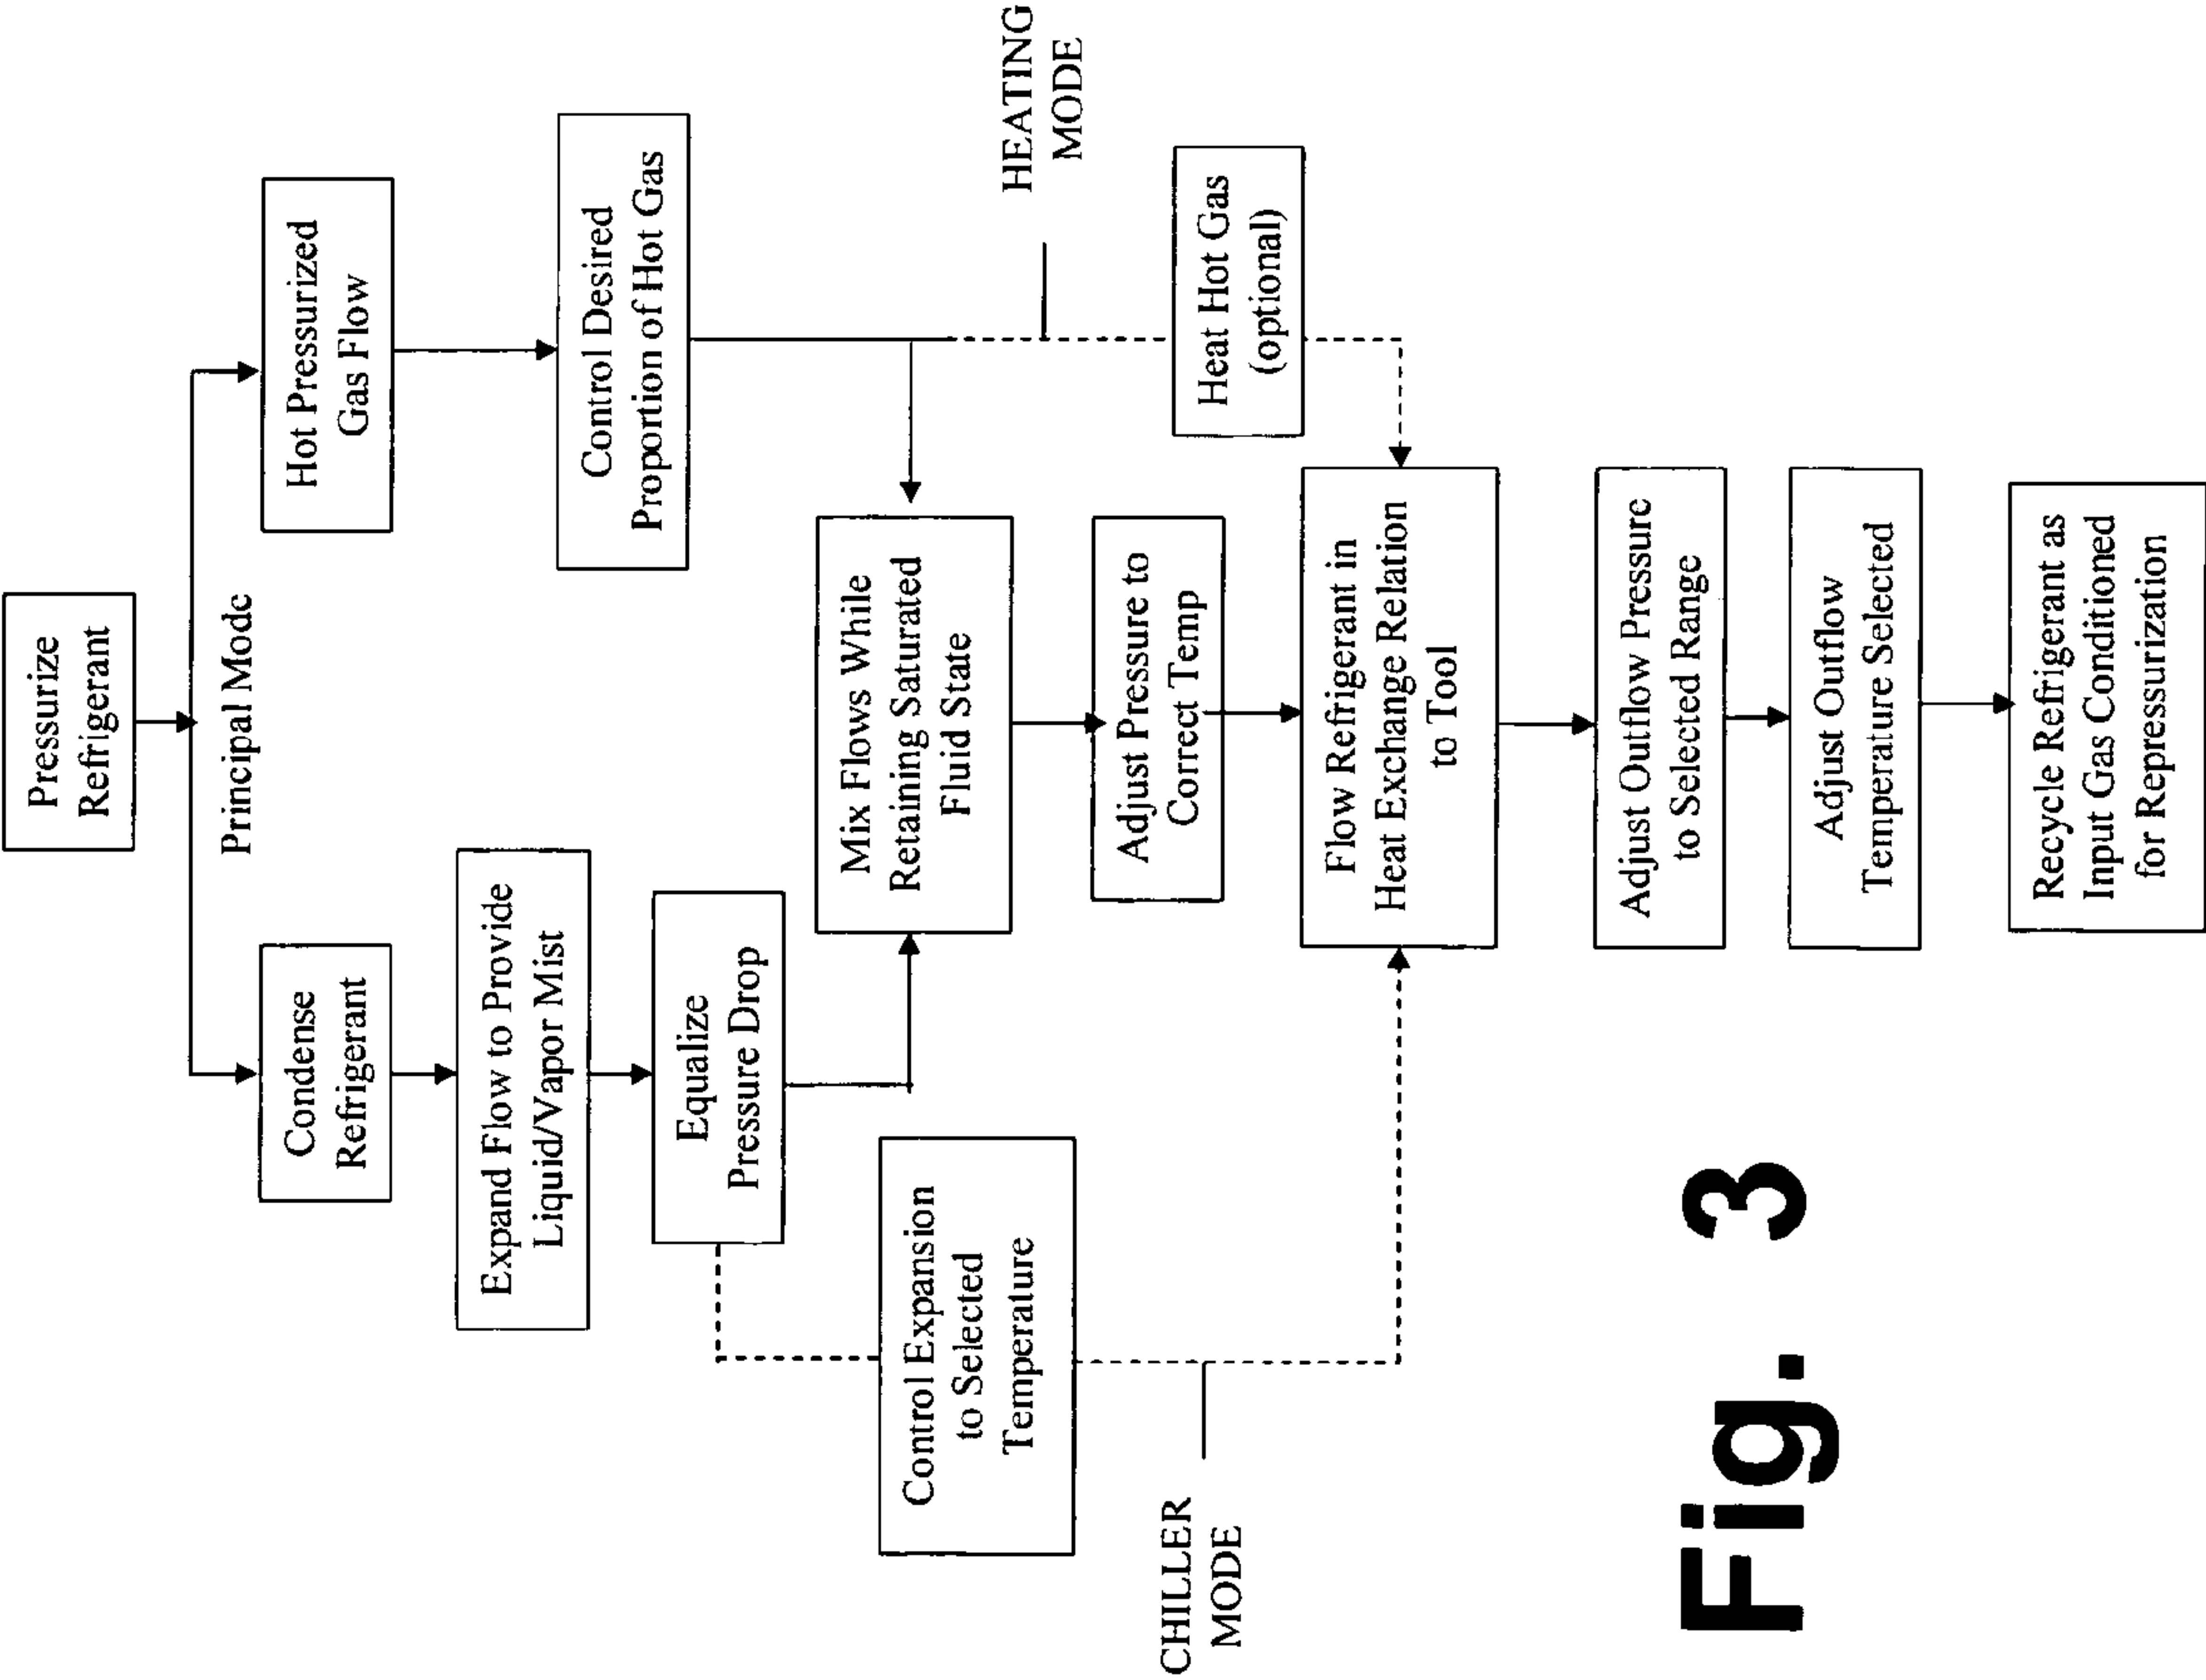 Pressurize
Refrigerant
Principal Mode
Condense
Refrigerant
Hot Pressurized
Gas Flow
Expand Flow to Provide
Liquid/Vapor Mist
Control Desired
Proportion of Hot Gas
Equalize
Pressure Drop
Mix Flows While
Retaining Saturated
Fluid State
Control Expansion
to Selected
Temperature
HEATING
MODE
Adjust Pressure to
Correct Temp
CHILLER
MODE
Heat Hot Gas
(optional)
Flow Refrigerant in
Heat Exchange Relation
to Tool
Adjust Outflow Pressure
to Selected Range
Adjust Outflow
Temperature Selected
Recycle Refrigerant as
Input Gas Conditioned
for Repressurization
Fig. 3